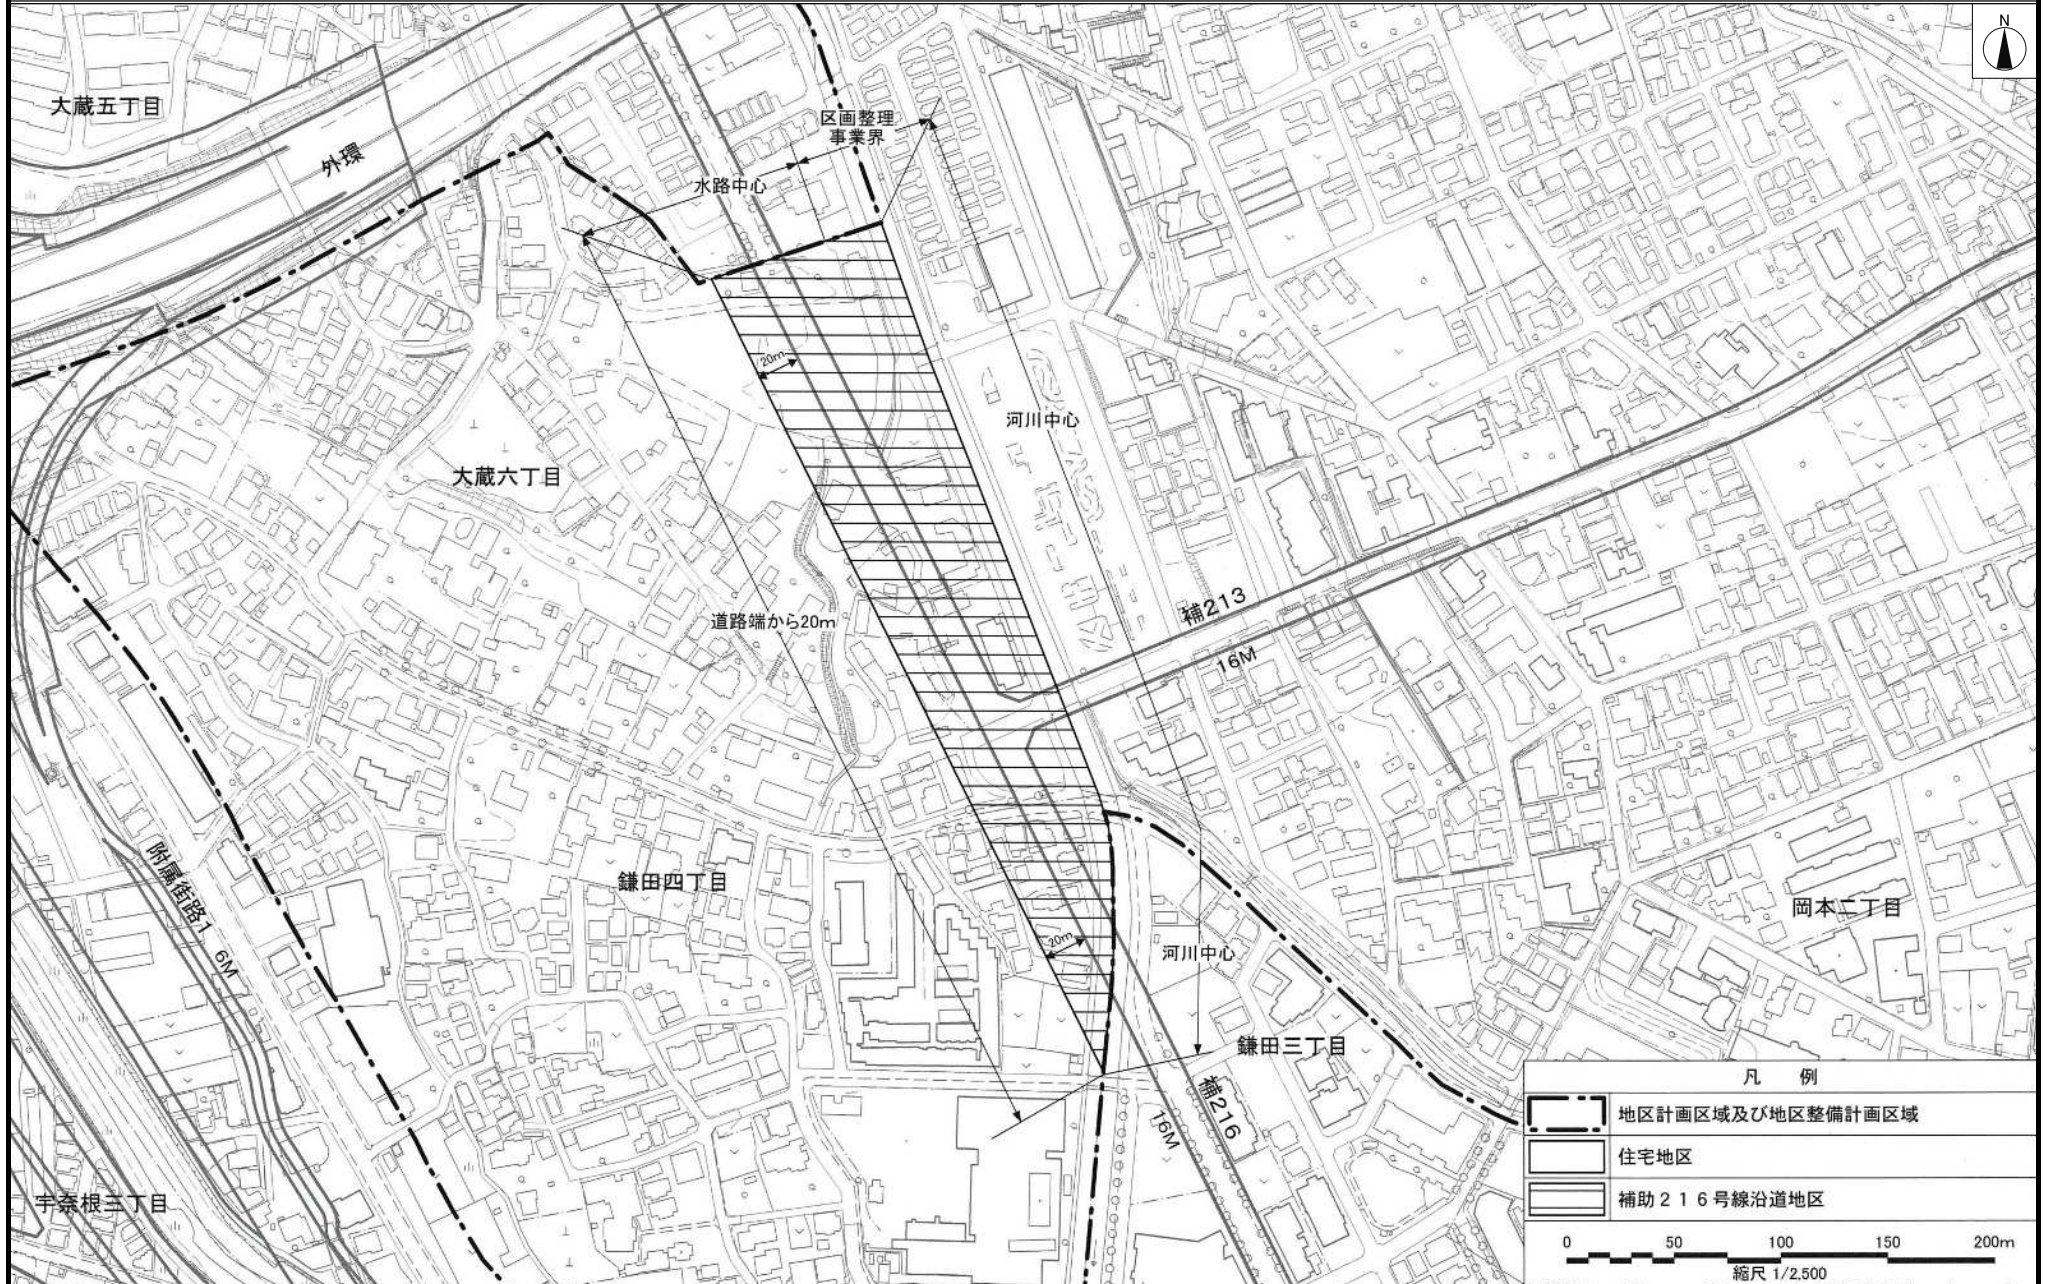 N
大蔵五丁目
外環
区画整理
事業界
水路中心
20m
河川中心
大蔵六丁目
補213
16M
道路端から20m
附属街路1 6M
鎌田四丁目
岡本二丁目
20m
河川中心
鎌田三丁目
補216
16M
宇奈根三丁目
凡 例
地区計画区域及び地区整備計画区域
住宅地区
補助216号線沿道地区
0 50 100 150 200m
縮尺 1/2,500